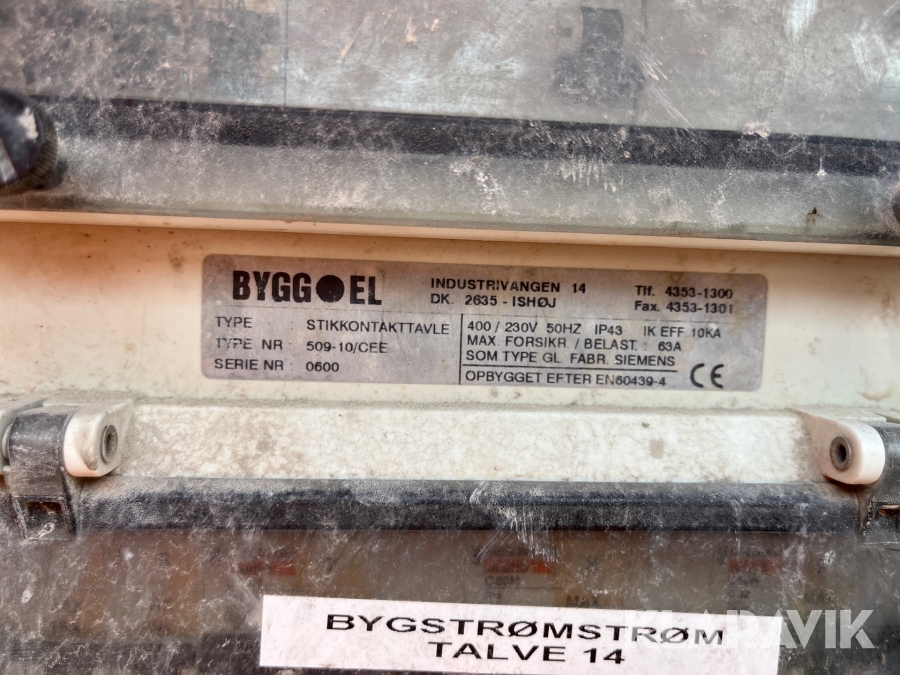 BYGG EL
INDUSTRIVANGEN 14
DK. 2635 - ISHØJ
Tlf. 4353-1300
Fax. 4353-1301
TYPE : STIKKONTAKTTAVLE
TYPE NR : 509-10/CEE
SERIE NR : 0600
400 / 230V 50HZ IP43 IK EFF 10KA
MAX. FORSIKR / BELAST. : 63A
SOM TYPE GL FABR. SIEMENS
OPBYGGET EFTER EN60439-4
CE
BYGSTRØMSTRØM
TALVE 14
KLARAVIK